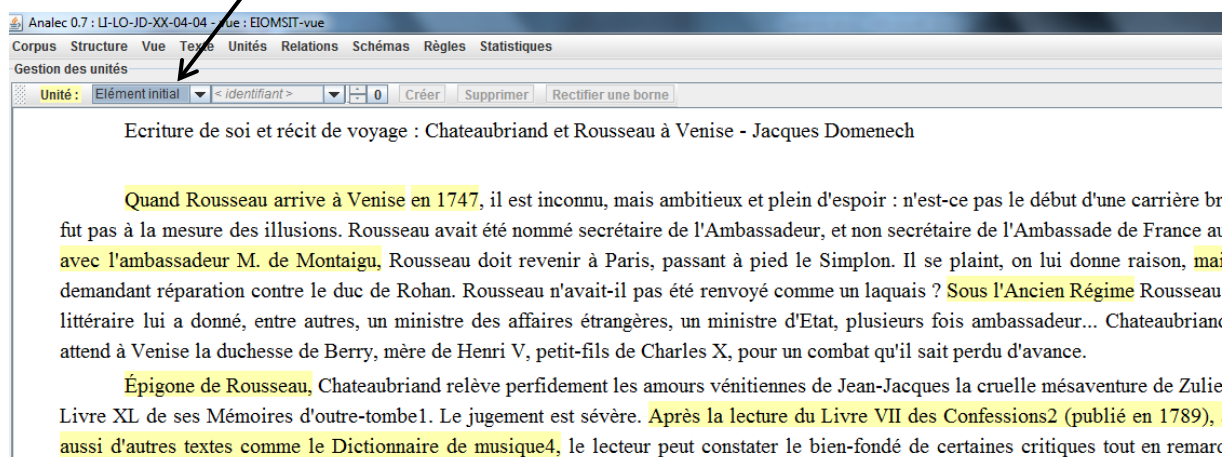 Analec 0.7 : LI-LO-JD-XX-04-04 - vue : EIOMSIT-vue
Corpus Structure Vue Texte Unités Relations Schémas Règles Statistiques
Gestion des unités
Unité : Elément initial < identifiant > 0 Créer Supprimer Rectifier une borne
Ecriture de soi et récit de voyage : Chateaubriand et Rousseau à Venise - Jacques Domenech
Quand Rousseau arrive à Venise en 1747, il est inconnu, mais ambitieux et plein d'espoir : n'est-ce pas le début d'une carrière br
fut pas à la mesure des illusions. Rousseau avait été nommé secrétaire de l'Ambassadeur, et non secrétaire de l'Ambassade de France au
avec l'ambassadeur M. de Montaigu, Rousseau doit revenir à Paris, passant à pied le Simplon. Il se plaint, on lui donne raison, mai
demandant réparation contre le duc de Rohan. Rousseau n'avait-il pas été renvoyé comme un laquais ? Sous l'Ancien Régime Rousseau
littéraire lui a donné, entre autres, un ministre des affaires étrangères, un ministre d'Etat, plusieurs fois ambassadeur... Chateaubriand
attend à Venise la duchesse de Berry, mère de Henri V, petit-fils de Charles X, pour un combat qu'il sait perdu d'avance.
Épigone de Rousseau, Chateaubriand relève perfidement les amours vénitiennes de Jean-Jacques la cruelle mésaventure de Zulie
Livre XL de ses Mémoires d'outre-tombe1. Le jugement est sévère. Après la lecture du Livre VII des Confessions2 (publié en 1789),
aussi d'autres textes comme le Dictionnaire de musique4, le lecteur peut constater le bien-fondé de certaines critiques tout en remarq